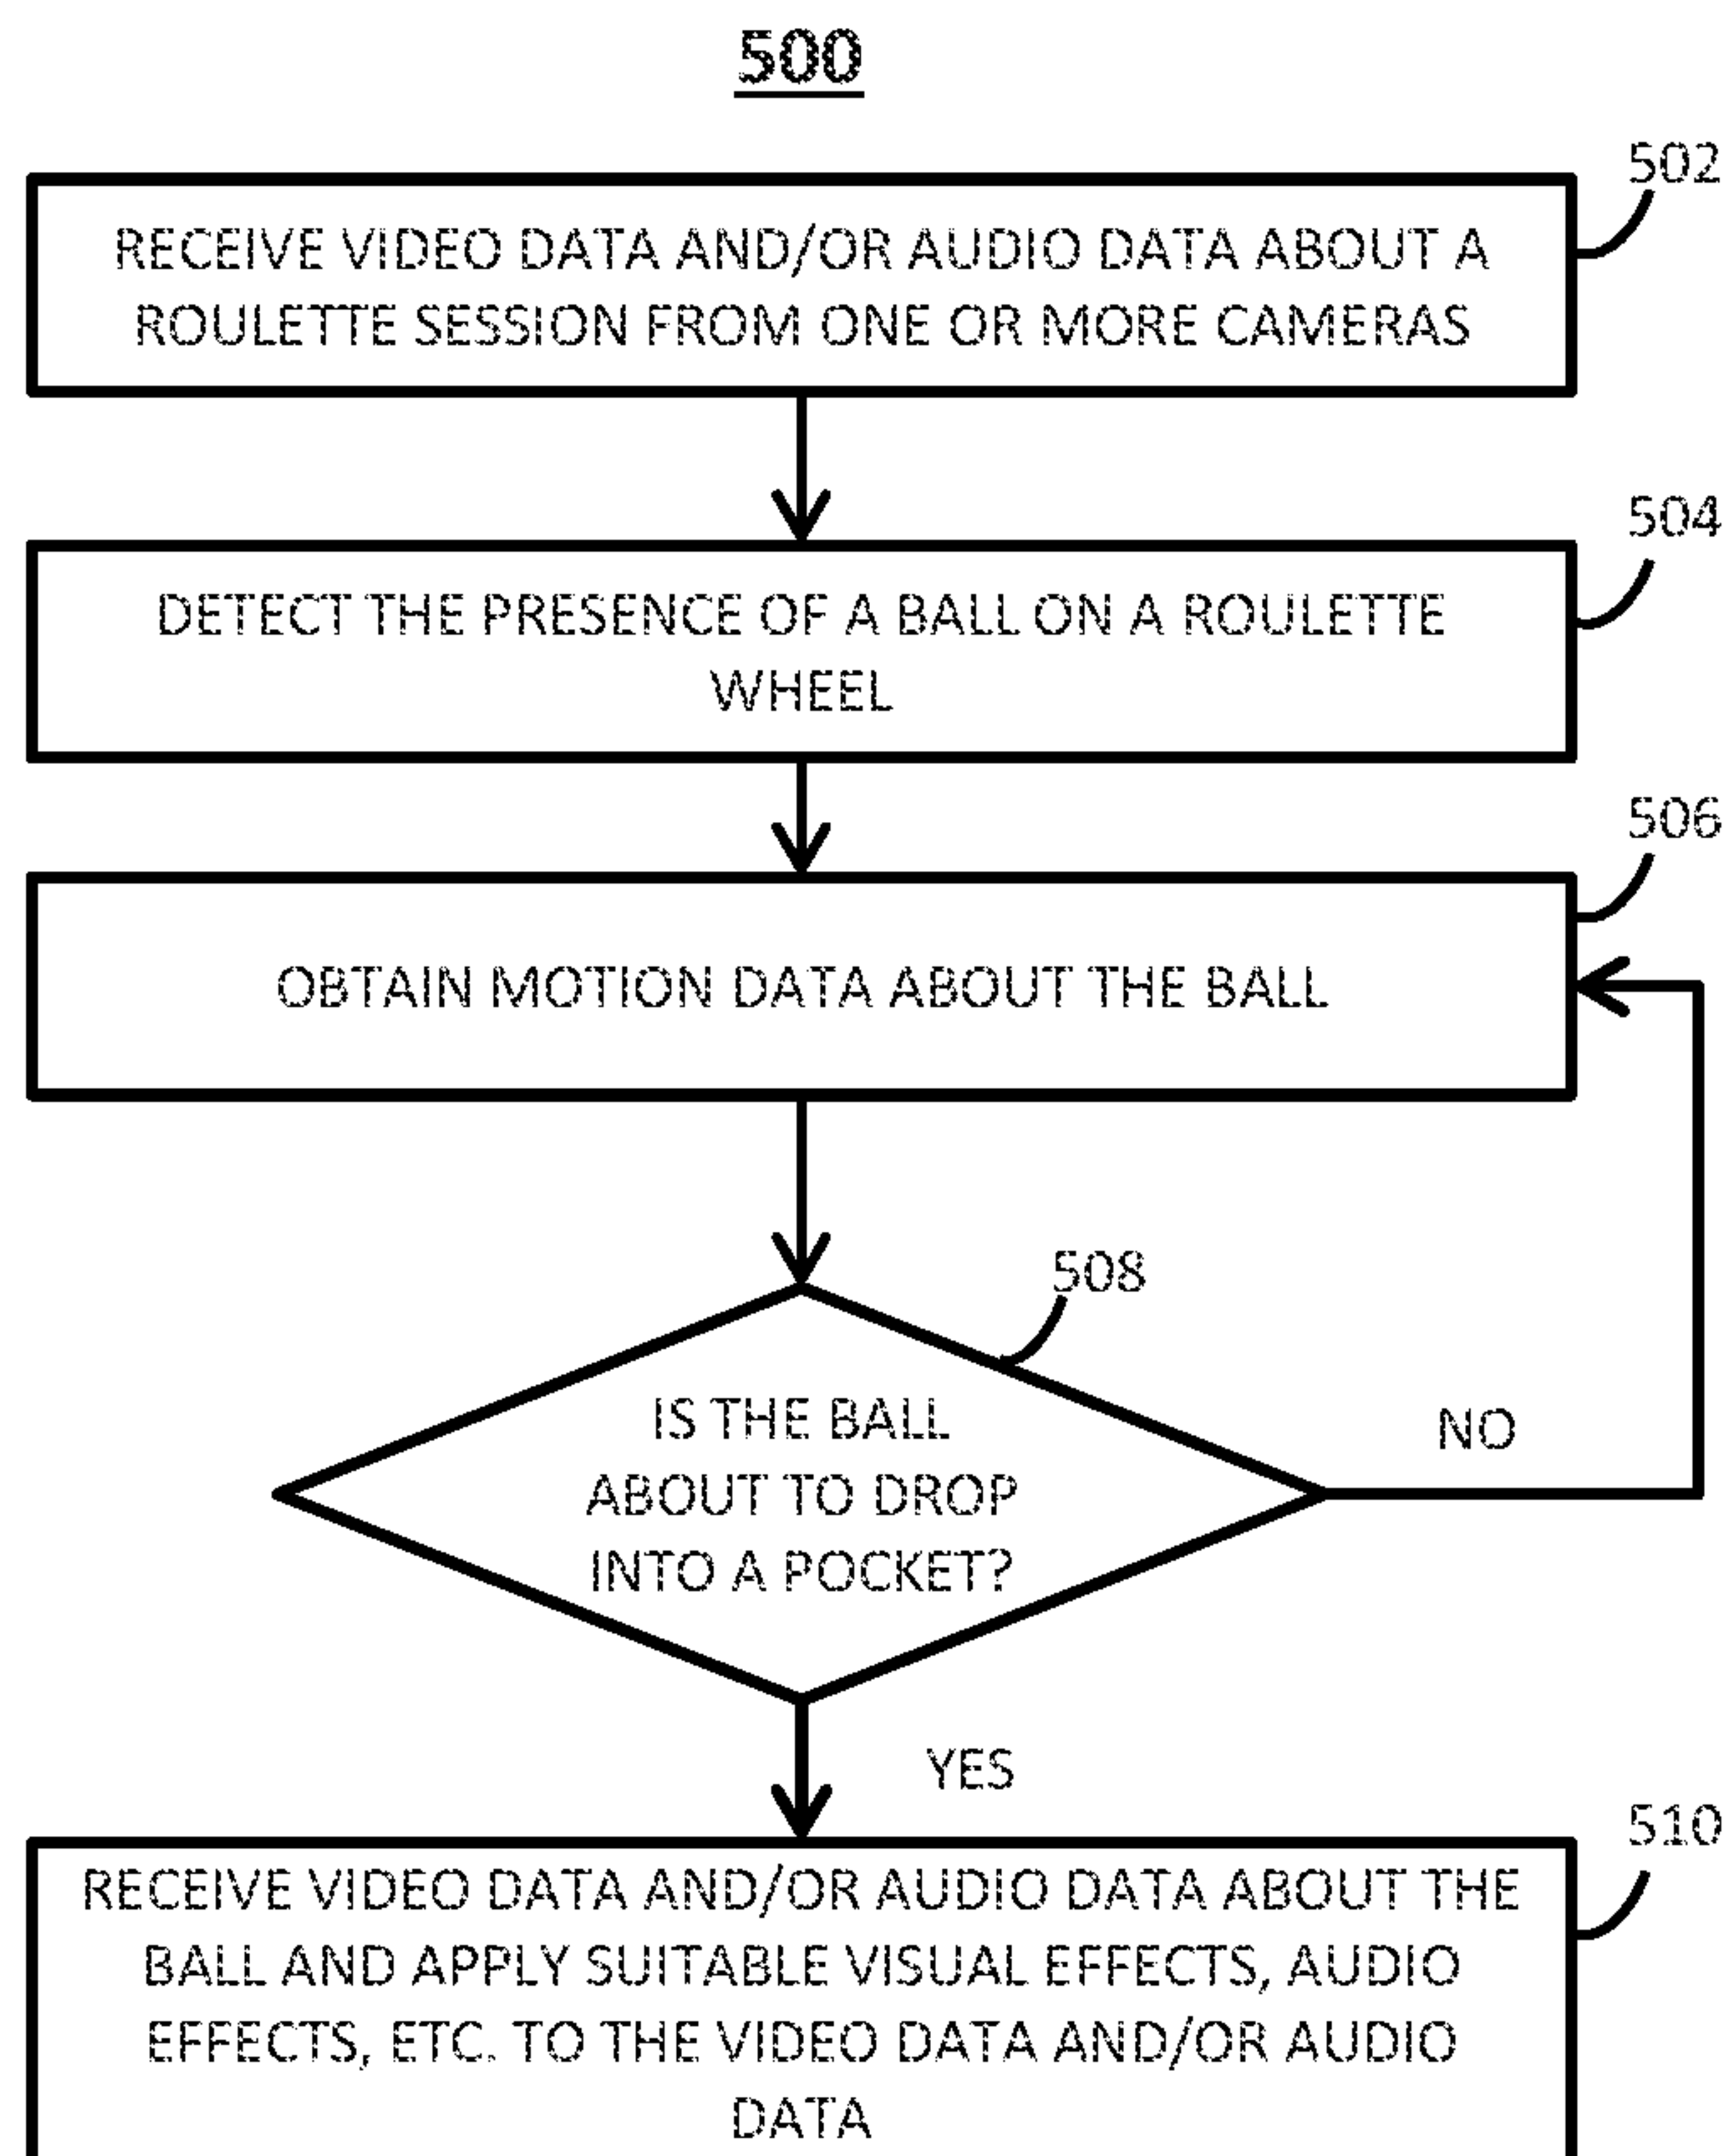 500
502
RECEIVE VIDEO DATA AND/OR AUDIO DATA ABOUT A
ROULETTE SESSION FROM ONE OR MORE CAMERAS
504
DETECT THE PRESENCE OF A BALL ON A ROULETTE
WHEEL
506
OBTAIN MOTION DATA ABOUT THE BALL
508
IS THE BALL
ABOUT TO DROP
INTO A POCKET?
NO
YES
510
RECEIVE VIDEO DATA AND/OR AUDIO DATA ABOUT THE
BALL AND APPLY SUITABLE VISUAL EFFECTS, AUDIO
EFFECTS, ETC. TO THE VIDEO DATA AND/OR AUDIO
DATA